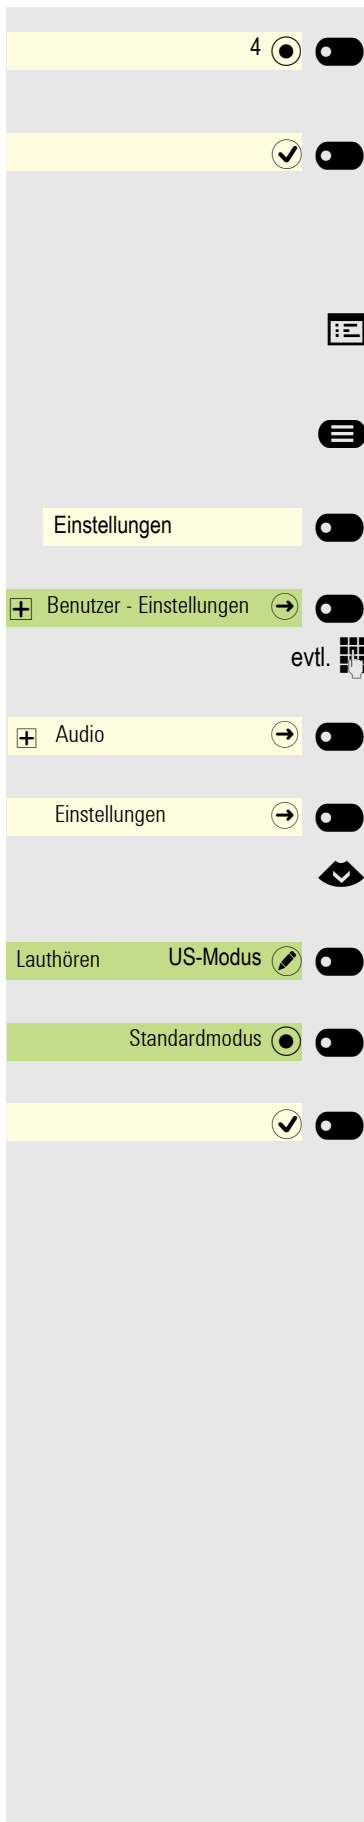 4
Einstellungen
Benutzer - Einstellungen
evtl.
Audio
Einstellungen
Lauthören US-Modus
Standardmodus